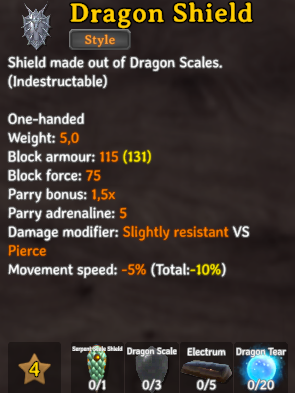 Dragon Shield
Style
Shield made out of Dragon Scales.
(Indestructable)
One-handed
Weight: 5,0
Block armour: 115 (131)
Block force: 75
Parry bonus: 1,5x
Parry adrenaline: 5
Damage modifier: Slightly resistant VS
Pierce
Movement speed: -5% (Total:-10%)
4
Serpent Scale Shield
0/1
Dragon Scale
0/3
Electrum
0/5
Dragon Tear
0/20